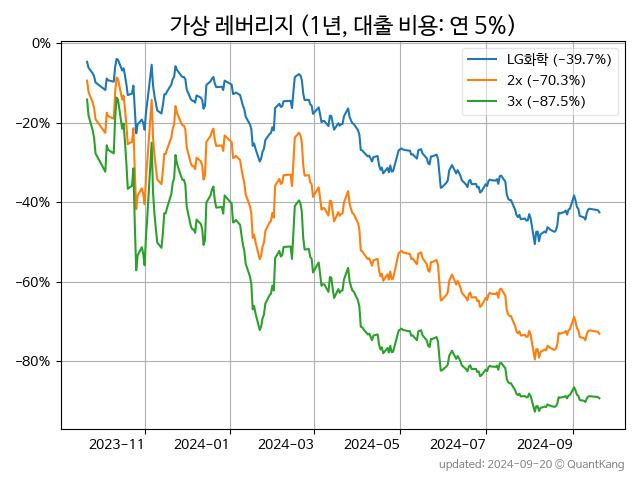 가상 레버리지 (1년, 대출 비용: 연 5%)
LG화학 (−39.7%)
2x (−70.3%)
3x (−87.5%)
0%
−20%
−40%
−60%
−80%
2023-11 2024-01 2024-03 2024-05 2024-07 2024-09
updated: 2024-09-20 @ QuantKang